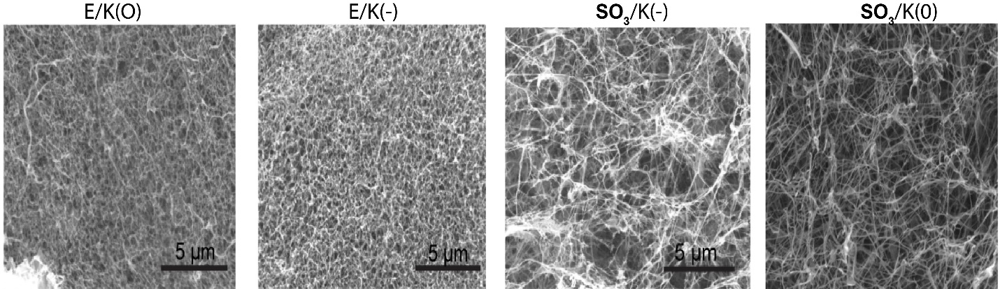 E/K(O)
E/K(-)
SO₃/K(-)
SO₃/K(0)
5 µm
5 µm
5 µm